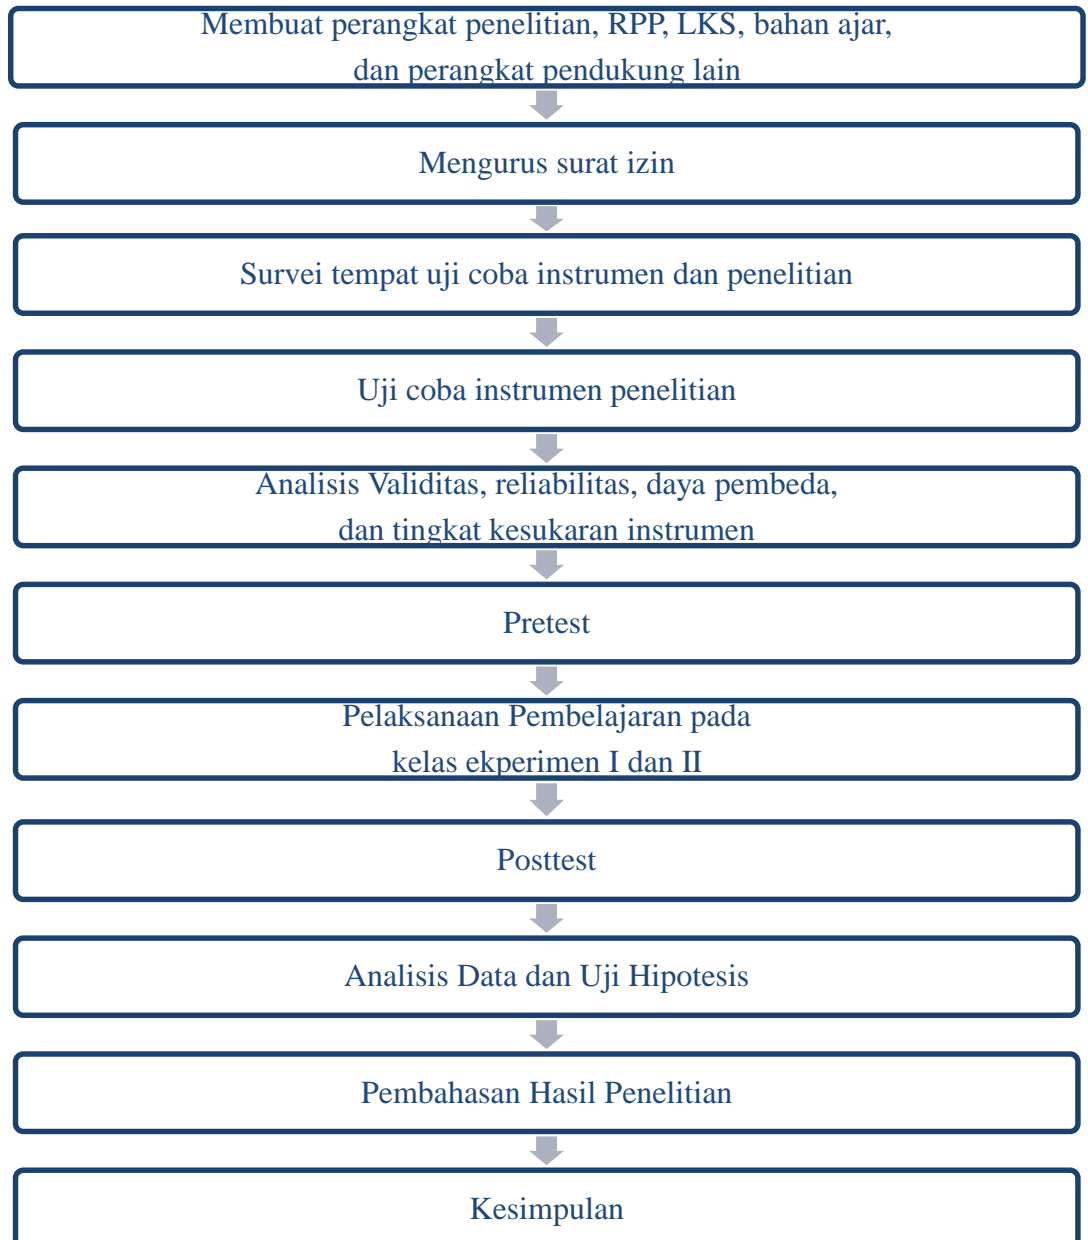 Membuat perangkat penelitian, RPP, LKS, bahan ajar,
dan perangkat pendukung lain
Mengurus surat izin
Survei tempat uji coba instrumen dan penelitian
Uji coba instrumen penelitian
Analisis Validitas, reliabilitas, daya pembeda,
dan tingkat kesukaran instrumen
Pretest
Pelaksanaan Pembelajaran pada
kelas ekperimen I dan II
Posttest
Analisis Data dan Uji Hipotesis
Pembahasan Hasil Penelitian
Kesimpulan